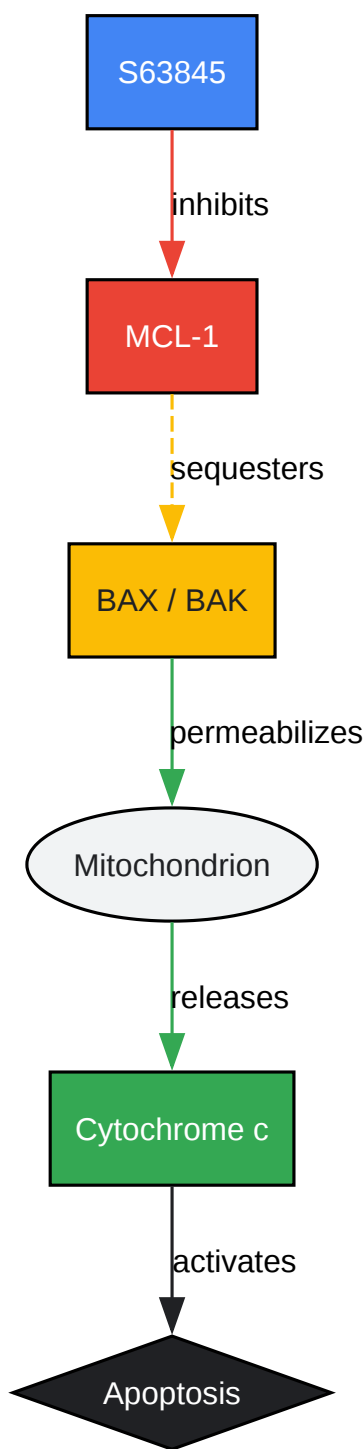 S63845
inhibits
MCL-1
sequesters
BAX / BAK
permeabilizes
Mitochondrion
releases
Cytochrome c
activates
Apoptosis